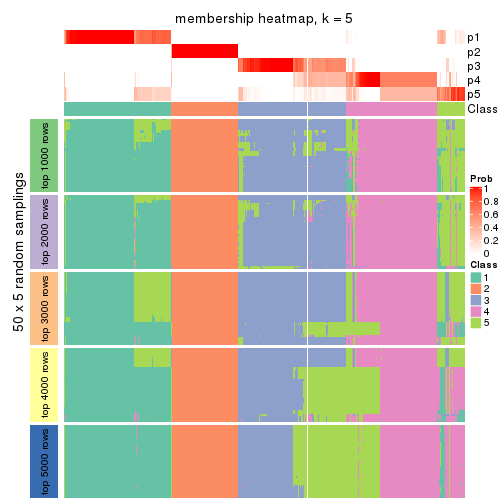 membership heatmap, k = 5
p1
p2
p3
p4
p5
Class
50 x 5 random samplings
top 1000 rows
top 2000 rows
top 3000 rows
top 4000 rows
top 5000 rows
Prob
1
0.8
0.6
0.4
0.2
0
Class
1
2
3
4
5